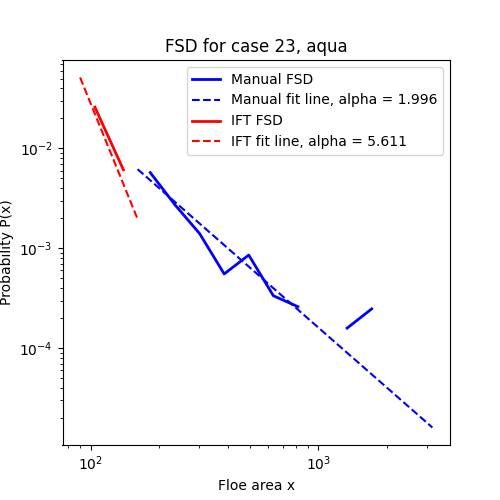 FSD for case 23, aqua
Manual FSD
Manual fit line, alpha = 1.996
IFT FSD
IFT fit line, alpha = 5.611
10⁻²
10⁻³
10⁻⁴
Probability P(x)
10² 10³
Floe area x